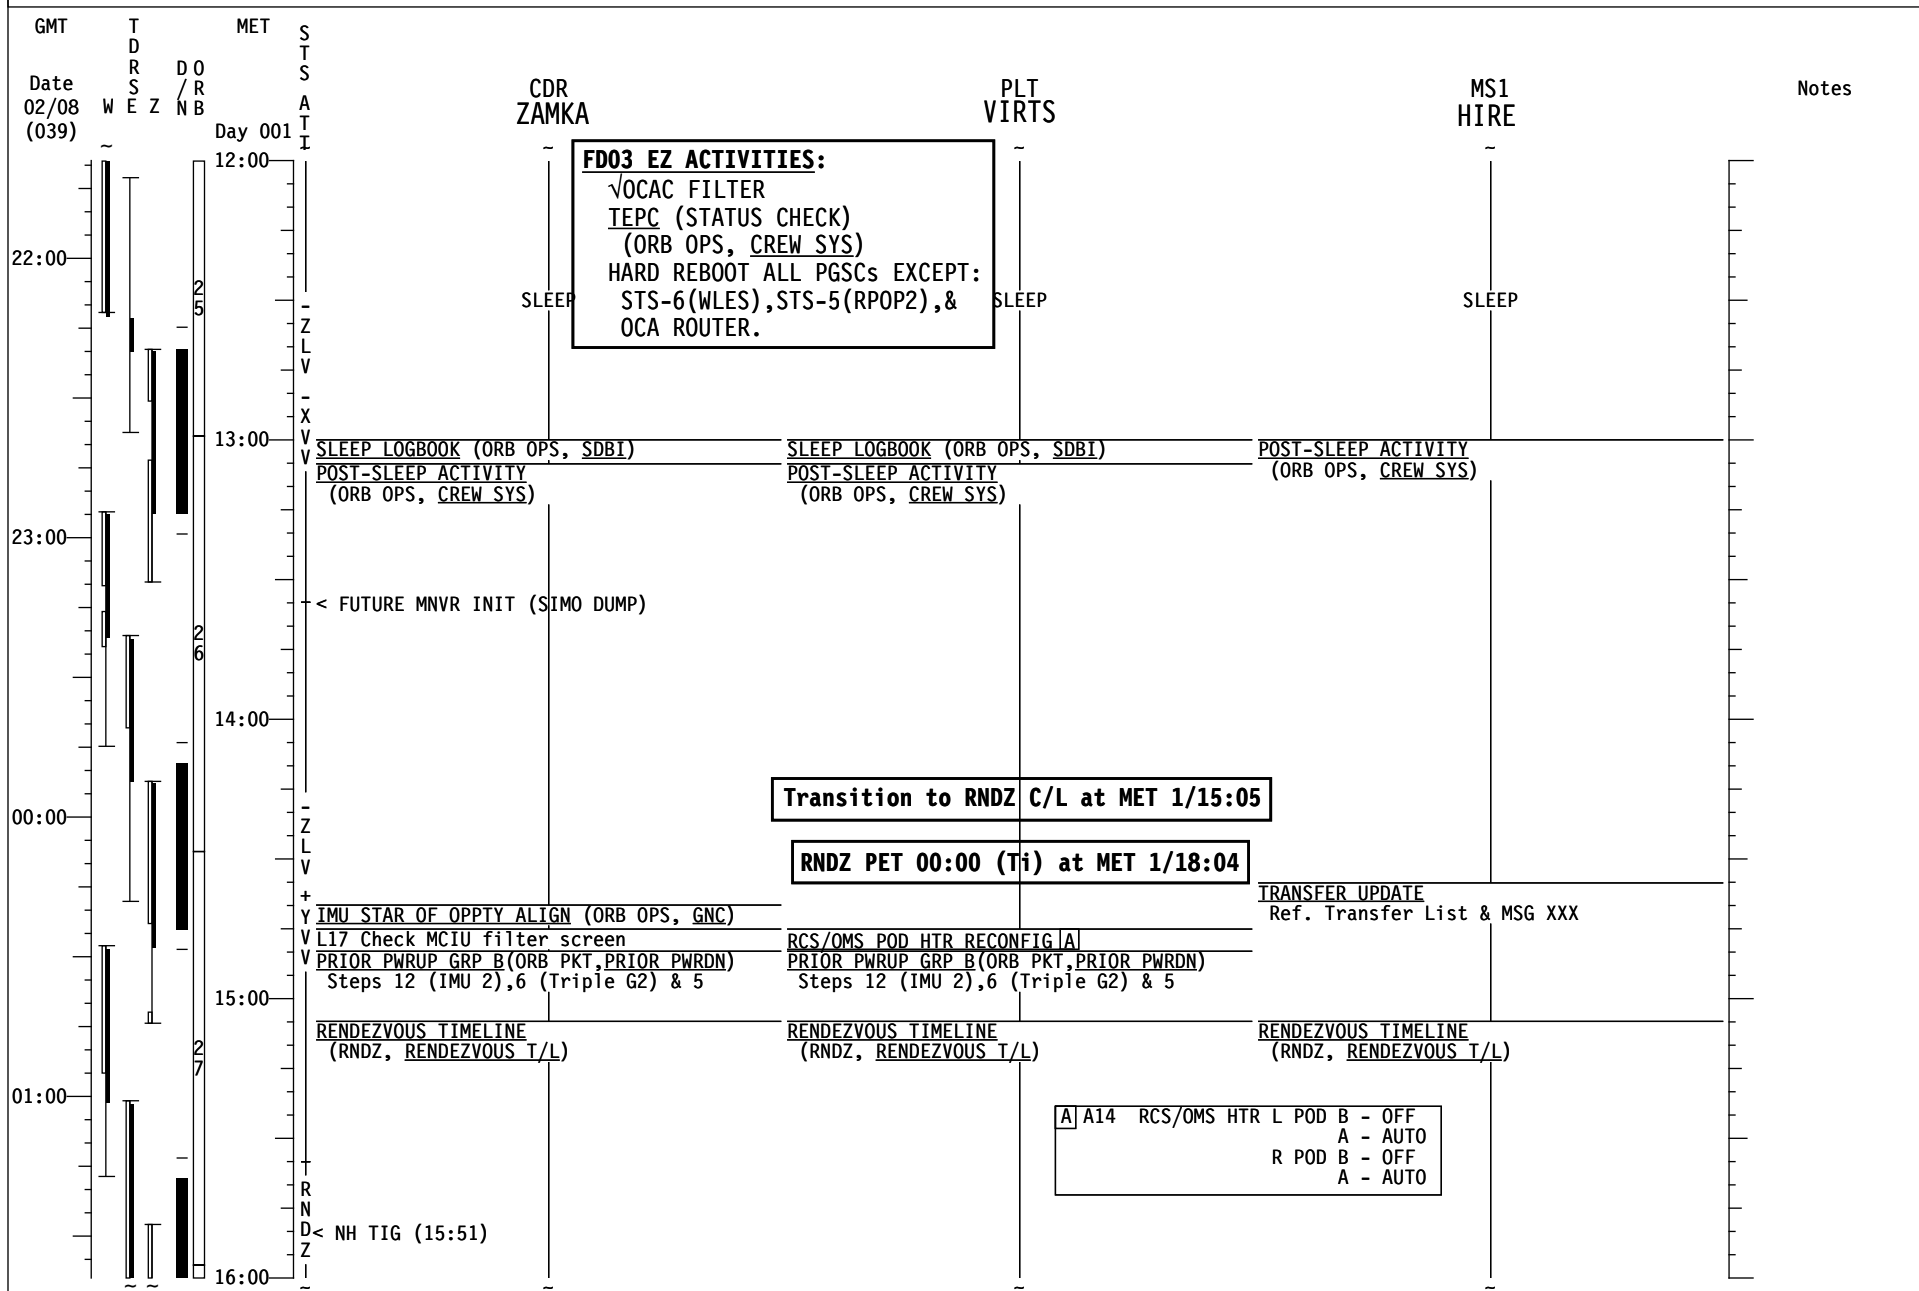 GMT
TDRS
MET
STS ATT
D/N
ORB
Date
02/08
(039)
W E Z
Day 001
CDR
ZAMKA
PLT
VIRTS
MS1
HIRE
Notes
~
~
~
~
12:00
FD03 EZ ACTIVITIES:
√OCAC FILTER
TEPC (STATUS CHECK)
(ORB OPS, CREW SYS)
HARD REBOOT ALL PGSCs EXCEPT:
STS-6(WLES),STS-5(RPOP2),&
OCA ROUTER.
22:00
25
SLEEP
SLEEP
SLEEP
-ZLV -XVV
13:00
SLEEP LOGBOOK (ORB OPS, SDBI)
POST-SLEEP ACTIVITY
(ORB OPS, CREW SYS)
SLEEP LOGBOOK (ORB OPS, SDBI)
POST-SLEEP ACTIVITY
(ORB OPS, CREW SYS)
POST-SLEEP ACTIVITY
(ORB OPS, CREW SYS)
23:00
< FUTURE MNVR INIT (SIMO DUMP)
26
14:00
Transition to RNDZ C/L at MET 1/15:05
00:00
-ZLV +YVV
RNDZ PET 00:00 (Ti) at MET 1/18:04
IMU STAR OF OPPTY ALIGN (ORB OPS, GNC)
L17 Check MCIU filter screen
PRIOR PWRUP GRP B(ORB PKT,PRIOR PWRDN)
Steps 12 (IMU 2),6 (Triple G2) & 5
RCS/OMS POD HTR RECONFIG A
PRIOR PWRUP GRP B(ORB PKT,PRIOR PWRDN)
Steps 12 (IMU 2),6 (Triple G2) & 5
TRANSFER UPDATE
Ref. Transfer List & MSG XXX
15:00
RENDEZVOUS TIMELINE
(RNDZ, RENDEZVOUS T/L)
RENDEZVOUS TIMELINE
(RNDZ, RENDEZVOUS T/L)
RENDEZVOUS TIMELINE
(RNDZ, RENDEZVOUS T/L)
27
01:00
A A14 RCS/OMS HTR L POD B - OFF
A - AUTO
R POD B - OFF
A - AUTO
RNDZ
< NH TIG (15:51)
16:00
~ ~ ~ ~ ~ ~